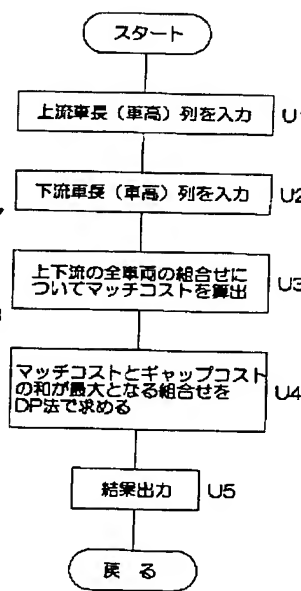 スタート
上流車長（車高）列を入力 U1
下流車長（車高）列を入力 U2
上下流の全車両の組合せに
ついてマッチコストを算出 U3
マッチコストとギャップコスト
の和が最大となる組合せを U4
DP法で求める
結果出力 U5
戻る